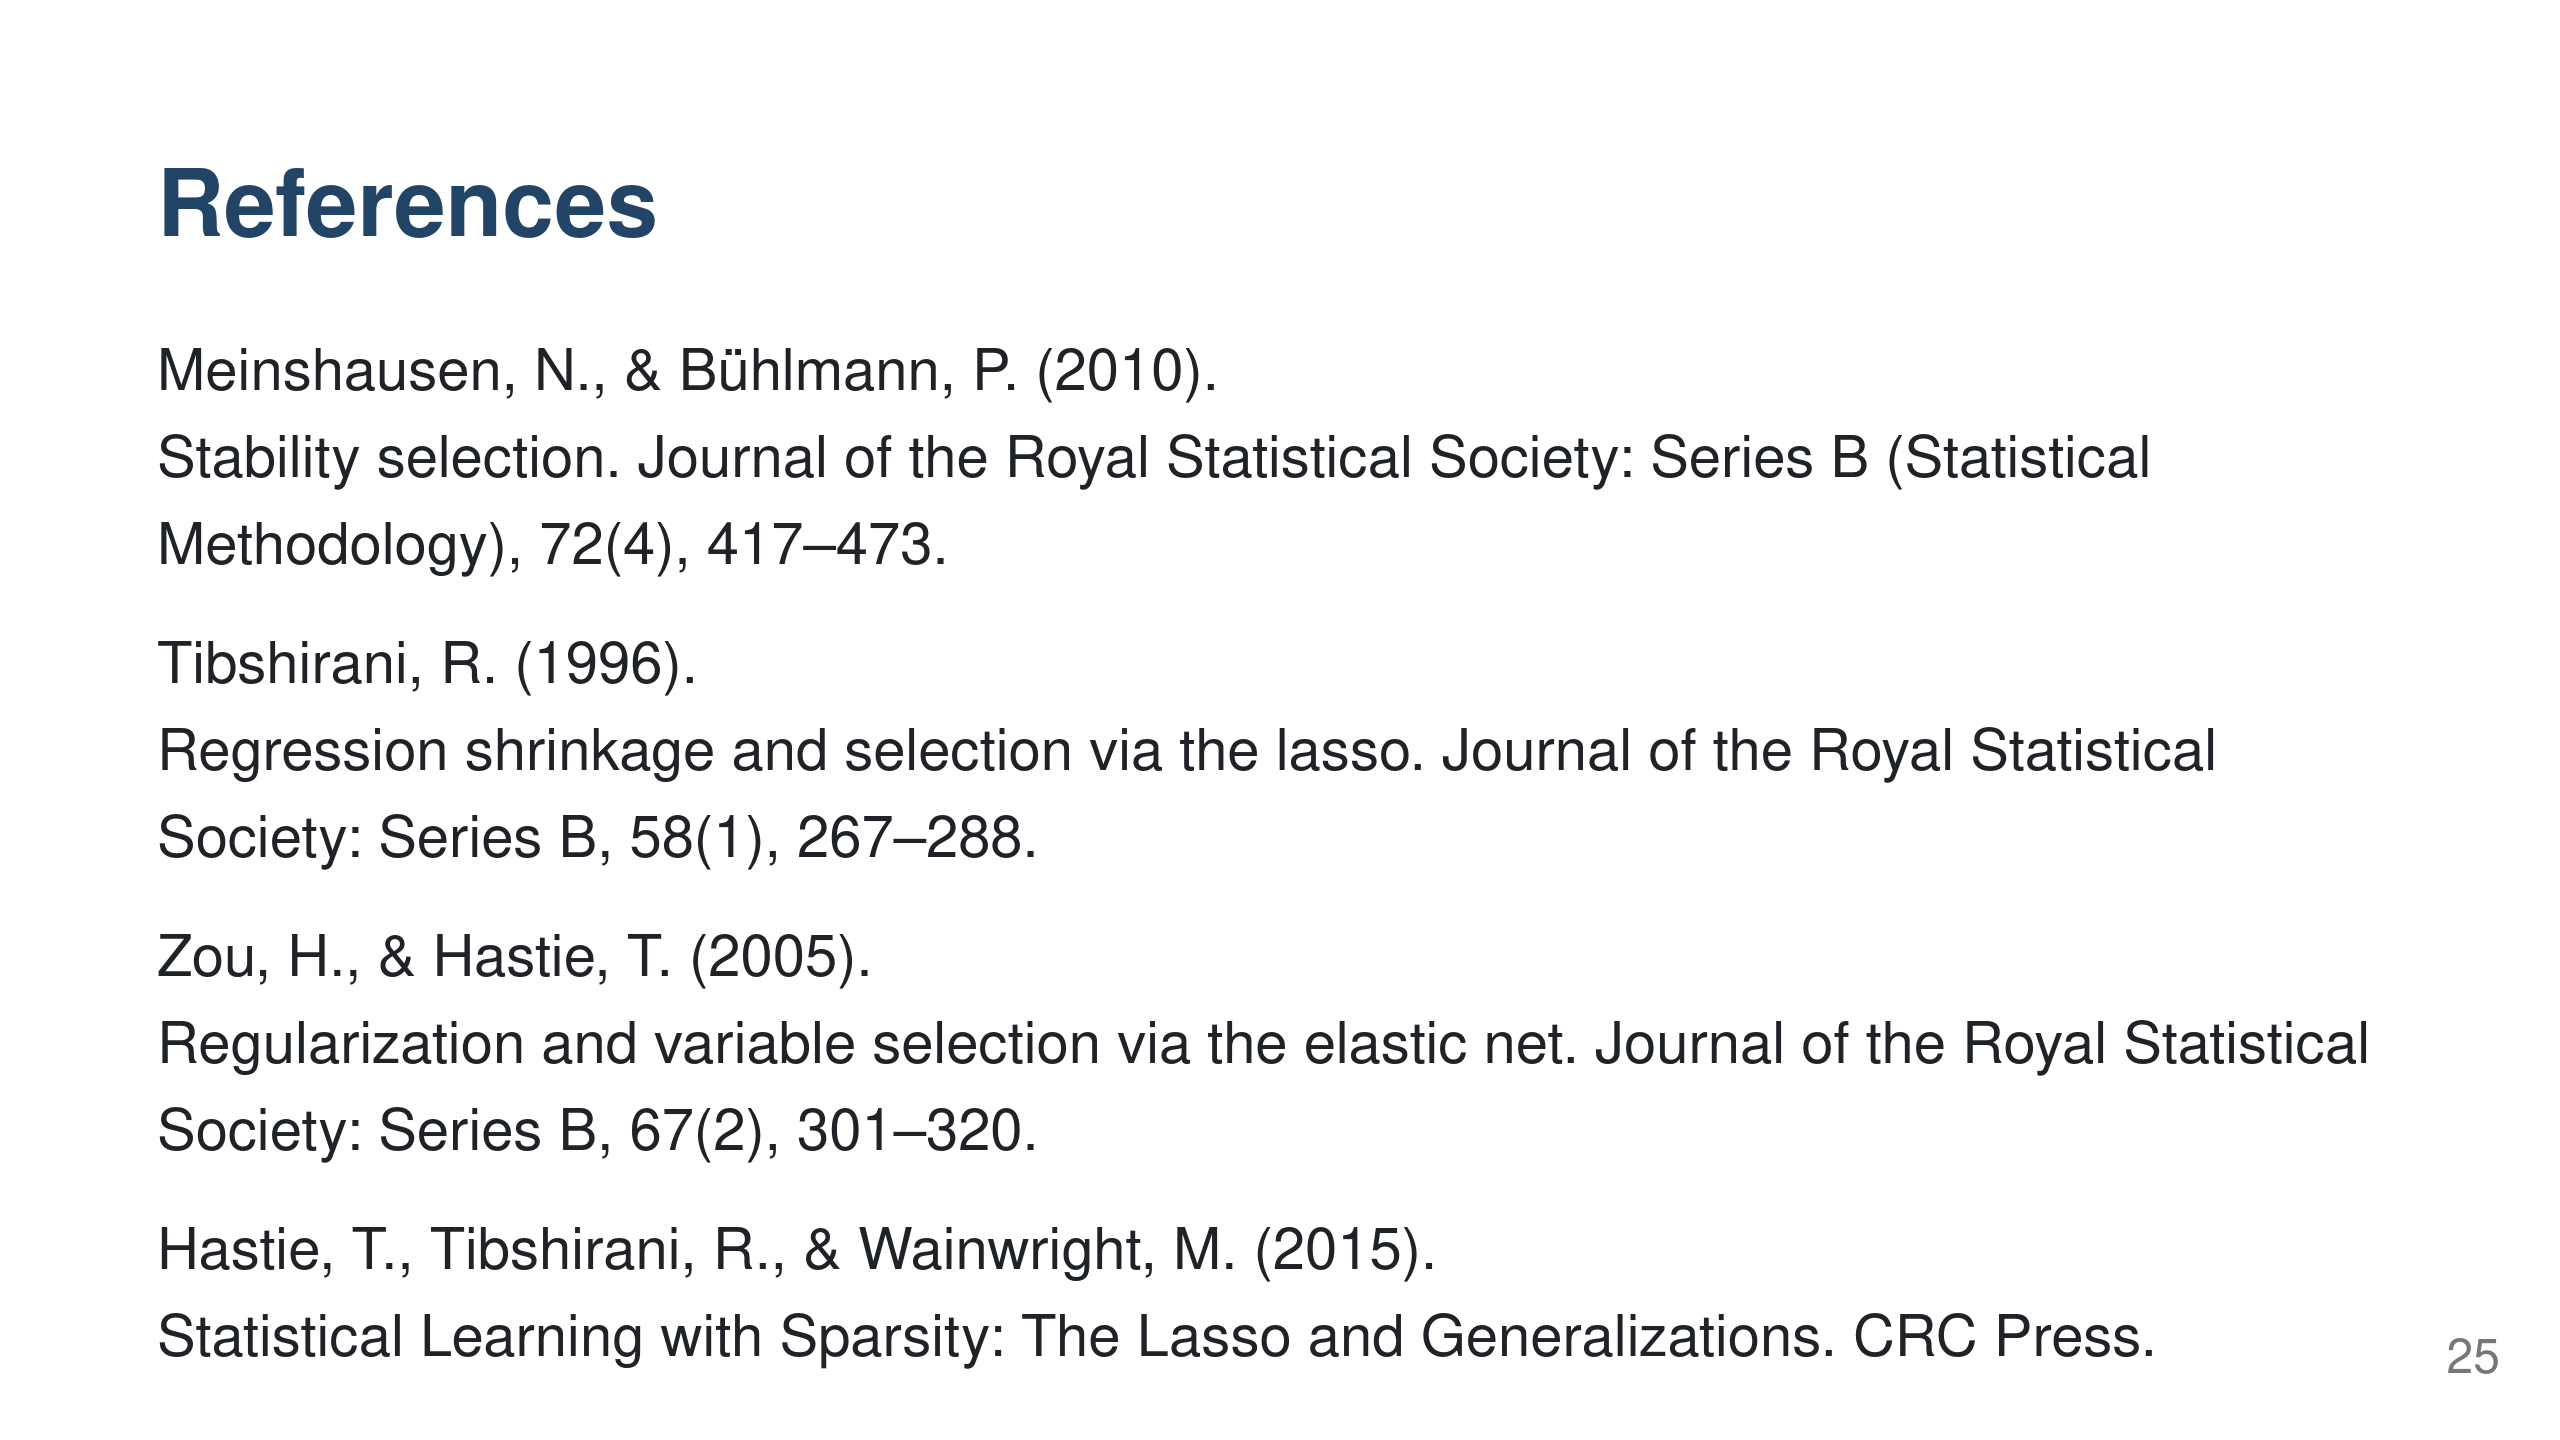 References
Meinshausen, N., & Bühlmann, P. (2010).
Stability selection. Journal of the Royal Statistical Society: Series B (Statistical
Methodology), 72(4), 417–473.
Tibshirani, R. (1996).
Regression shrinkage and selection via the lasso. Journal of the Royal Statistical
Society: Series B, 58(1), 267–288.
Zou, H., & Hastie, T. (2005).
Regularization and variable selection via the elastic net. Journal of the Royal Statistical
Society: Series B, 67(2), 301–320.
Hastie, T., Tibshirani, R., & Wainwright, M. (2015).
Statistical Learning with Sparsity: The Lasso and Generalizations. CRC Press.
25